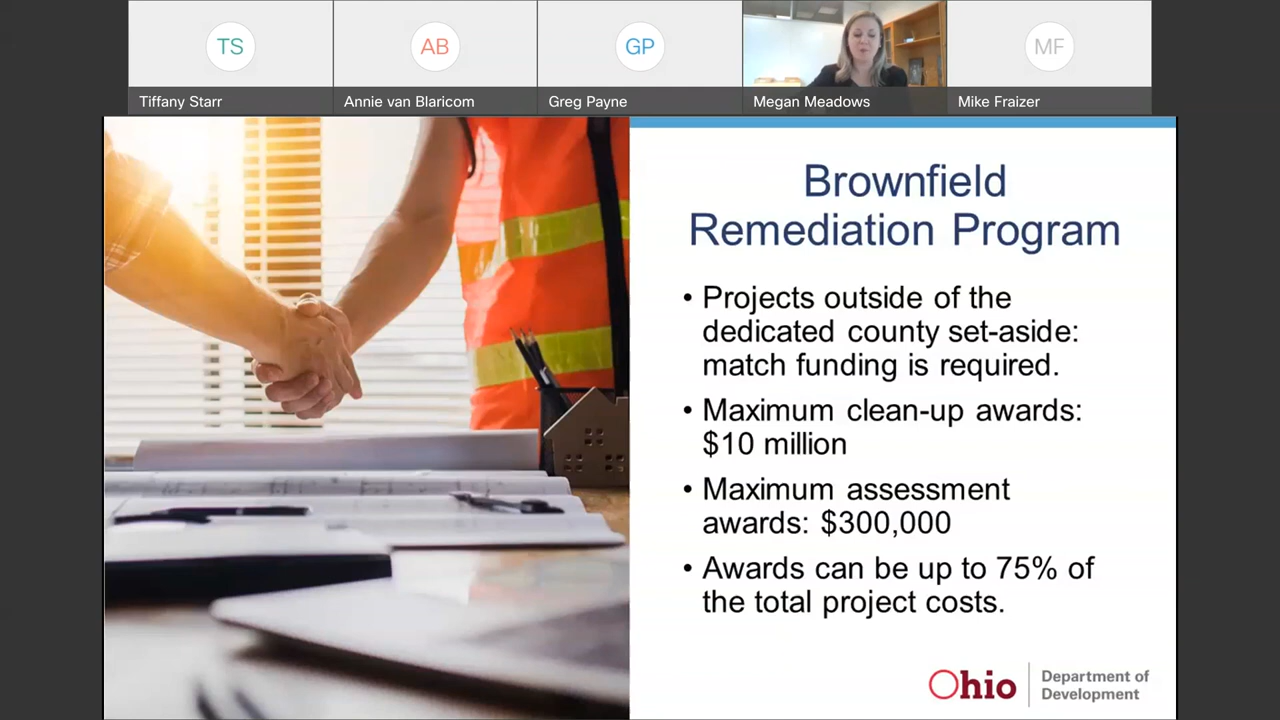 TS
AB
GP
MF
Tiffany Starr
Annie van Blaricom
Greg Payne
Megan Meadows
Mike Fraizer
Brownfield
Remediation Program
• Projects outside of the
dedicated county set-aside:
match funding is required.
• Maximum clean-up awards:
$10 million
• Maximum assessment
awards: $300,000
• Awards can be up to 75% of
the total project costs.
Ohio
Department of
Development